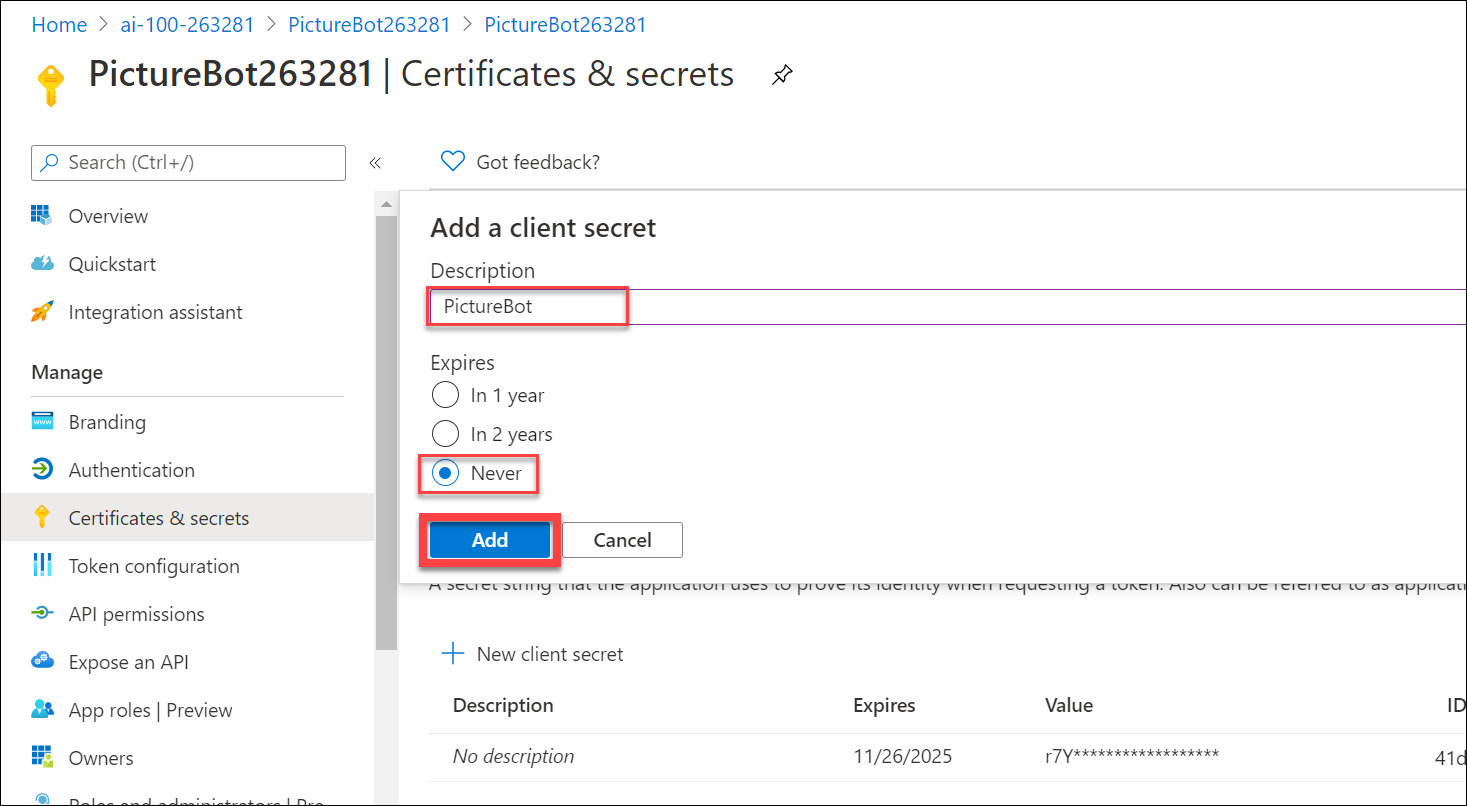 Home > ai-100-263281 > PictureBot263281 > PictureBot263281
PictureBot263281 | Certificates & secrets
Search (Ctrl+/)
«
Got feedback?
Overview
Quickstart
Integration assistant
Manage
Branding
Authentication
Certificates & secrets
Token configuration
API permissions
Expose an API
App roles | Preview
Owners
Roles and administrators | Pre
Add a client secret
Description
PictureBot
Expires
In 1 year
In 2 years
Never
Add Cancel
A secret string that the application uses to prove its identity when requesting a token. Also can be referred to as applicati
New client secret
Description Expires Value ID
No description 11/26/2025 r7Y****************** 41d